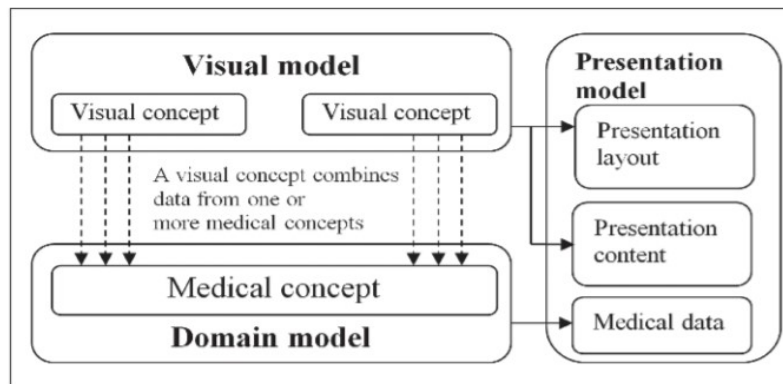 Visual model
Visual concept
Visual concept
A visual concept combines
data from one or
more medical concepts
Medical concept
Domain model
Presentation
model
Presentation
layout
Presentation
content
Medical data